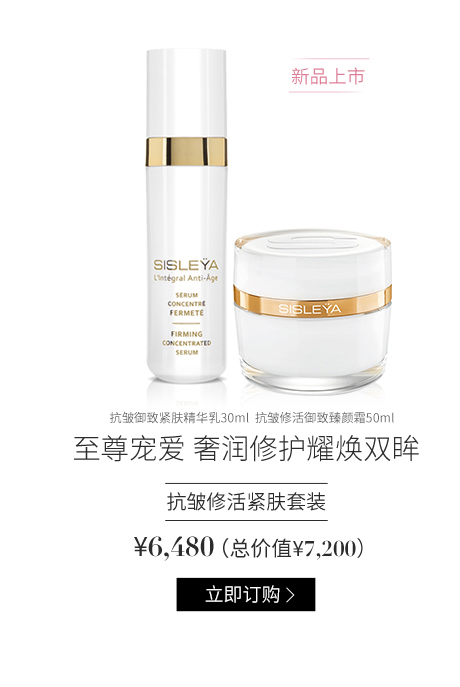 新品上市
SISLEŸA
L'Intégral Anti-Âge
SÉRUM
CONCENTRÉ
FERMETÉ
FIRMING
CONCENTRATED
SERUM
SISLEŸA
抗皱御致紧肤精华乳30ml 抗皱修活御致臻颜霜50ml
至尊宠爱 奢润修护耀焕双眸
抗皱修活紧肤套装
¥6,480（总价值¥7,200）
立即订购